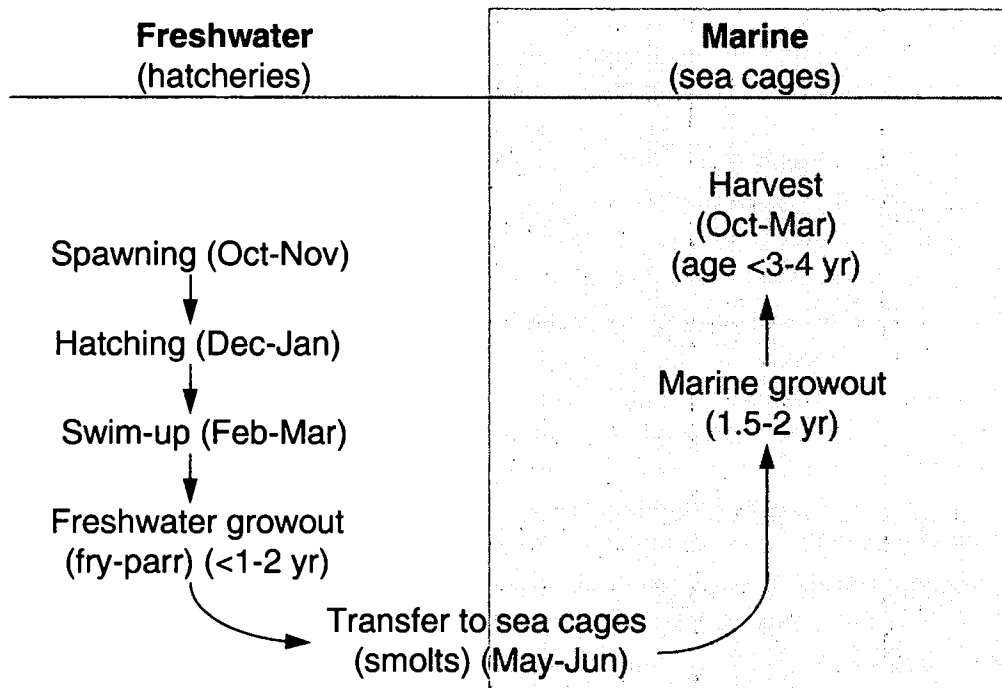 Freshwater
(hatcheries)
Marine
(sea cages)
Spawning (Oct-Nov)
Hatching (Dec-Jan)
Swim-up (Feb-Mar)
Freshwater growout
(fry-parr) (<1-2 yr)
Transfer to sea cages
(smolts) (May-Jun)
Marine growout
(1.5-2 yr)
Harvest
(Oct-Mar)
(age <3-4 yr)